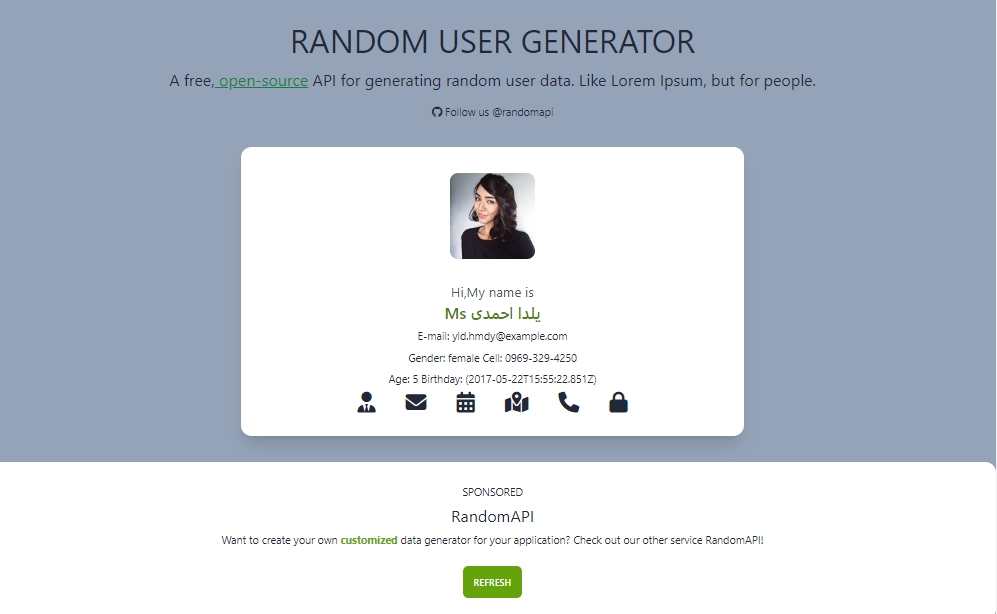 RANDOM USER GENERATOR
A free, open-source API for generating random user data. Like Lorem Ipsum, but for people.
Follow us @randomapi
Hi,My name is
Ms یلدا احمدی
E-mail: yld.hmdy@example.com
Gender: female Cell: 0969-329-4250
Age: 5 Birthday: (2017-05-22T15:55:22.851Z)
SPONSORED
RandomAPI
Want to create your own customized data generator for your application? Check out our other service RandomAPI!
REFRESH